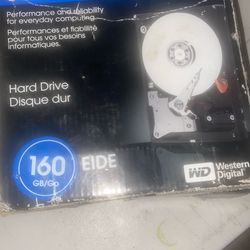 Performance and reliability
for everyday computing.
Performances et fiabilité
pour tous vos besoins
informatiques.
Hard Drive
Disque dur
160
GB/Go
EIDE
WD
Western
Digital